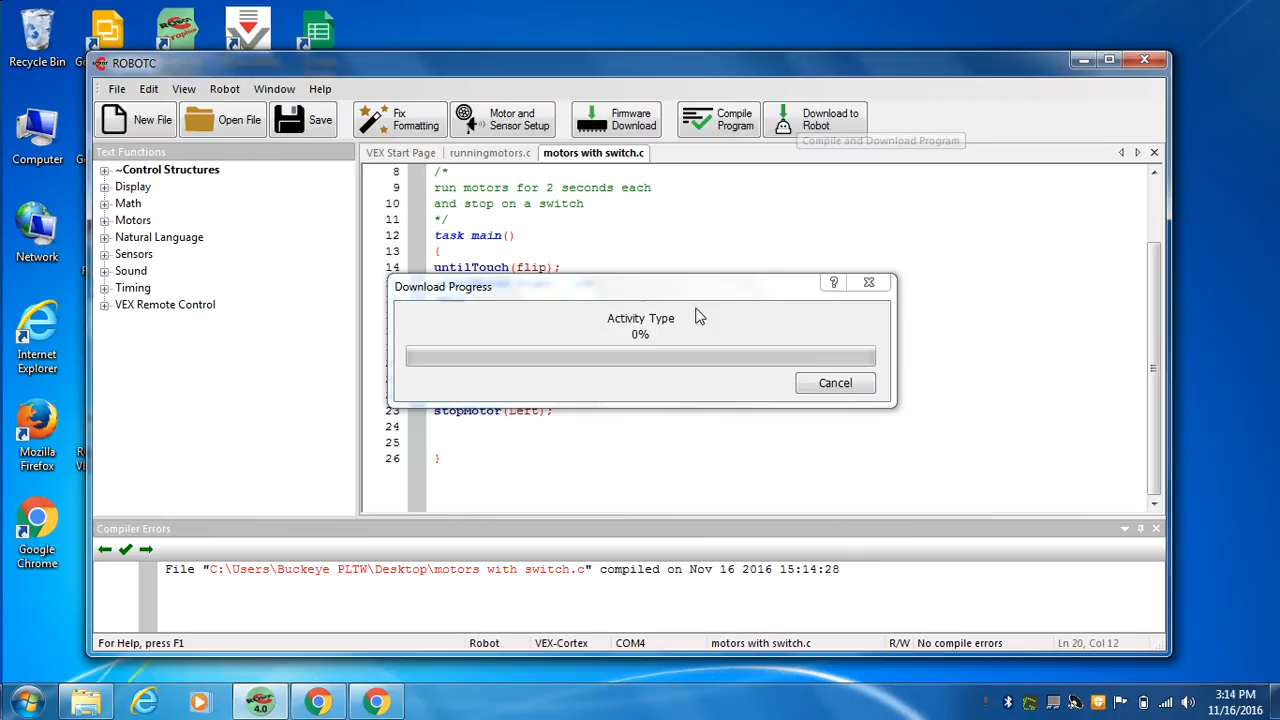 Recycle Bin
Computer
Network
Internet
Explorer
Mozilla
Firefox
Google
Chrome
ROBOTC
File Edit View Robot Window Help
New File
Open File
Save
Fix
Formatting
Motor and
Sensor Setup
Firmware
Download
Compile
Program
Download to
Robot
Compile and Download Program
Text Functions
~Control Structures
Display
Math
Motors
Natural Language
Sensors
Sound
Timing
VEX Remote Control
VEX Start Page runningmotors.c motors with switch.c
8 /*
9 run motors for 2 seconds each
10 and stop on a switch
11 */
12 task main()
13 {
14 untilTouch(flip);
Download Progress
Activity Type
0%
Cancel
23 stopMotor(Left);
24
25
26 }
Compiler Errors
File "C:\Users\Buckeye PLTW\Desktop\motors with switch.c" compiled on Nov 16 2016 15:14:28
For Help, press F1 Robot VEX-Cortex COM4 motors with switch.c R/W No compile errors Ln 20, Col 12
4.0
3:14 PM
11/16/2016